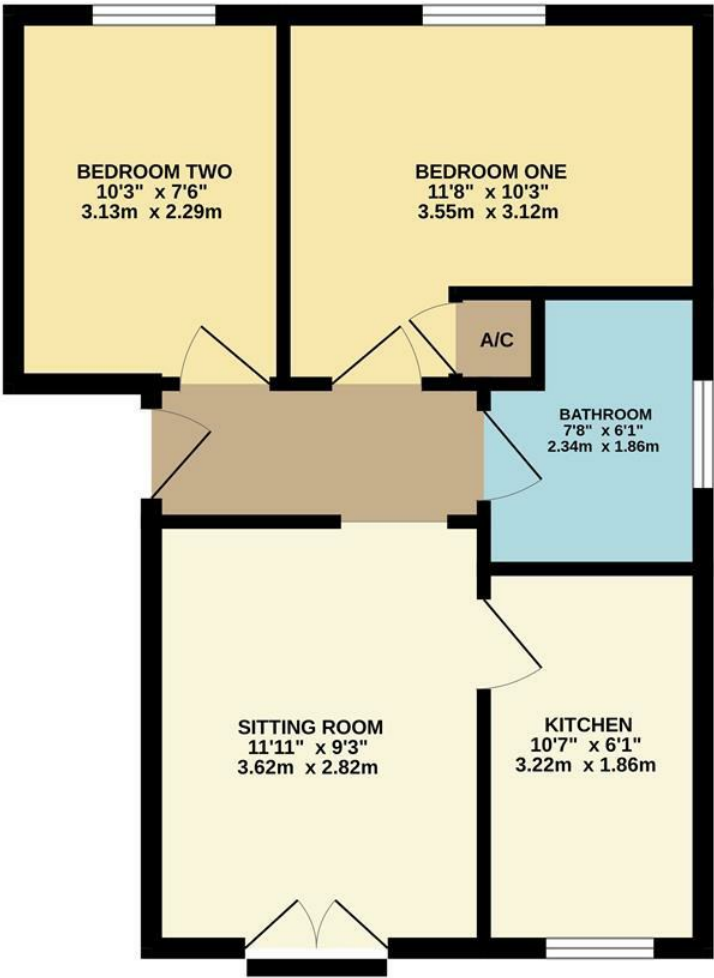 BEDROOM TWO
10'3" x 7'6"
3.13m x 2.29m
BEDROOM ONE
11'8" x 10'3"
3.55m x 3.12m
A/C
BATHROOM
7'8" x 6'1"
2.34m x 1.86m
SITTING ROOM
11'11" x 9'3"
3.62m x 2.82m
KITCHEN
10'7" x 6'1"
3.22m x 1.86m